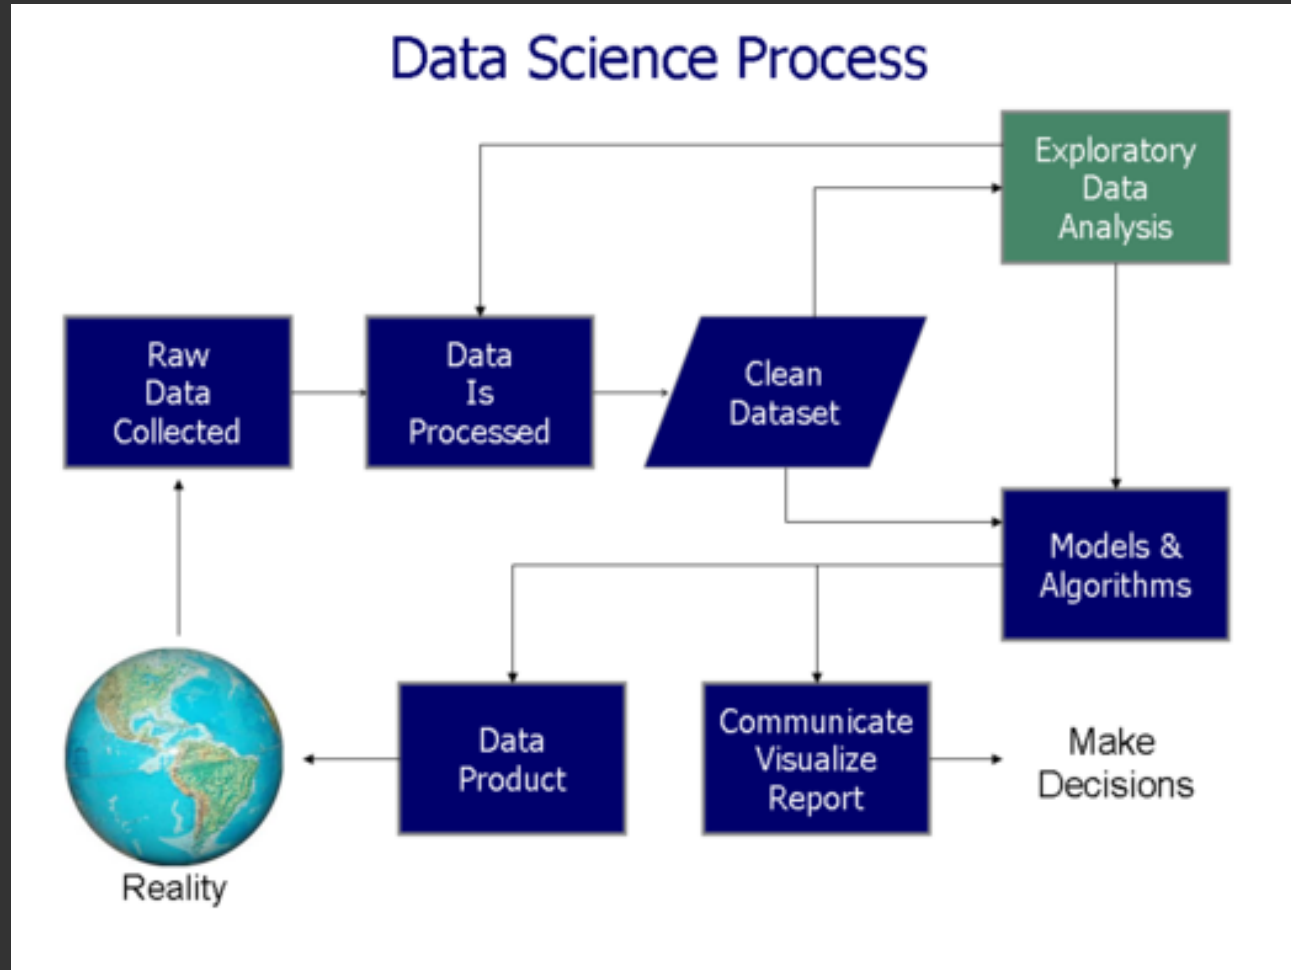 Data Science Process
Exploratory
Data
Analysis
Raw
Data
Collected
Data
Is
Processed
Clean
Dataset
Models &
Algorithms
Data
Product
Communicate
Visualize
Report
Make
Decisions
Reality